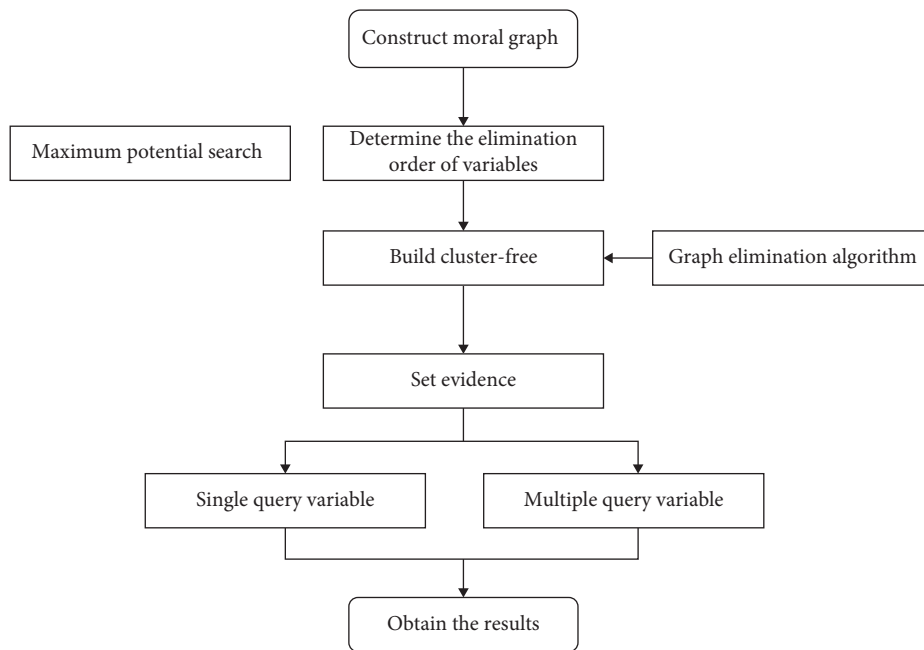 Construct moral graph
Maximum potential search
Determine the elimination
order of variables
Build cluster-free
Graph elimination algorithm
Set evidence
Single query variable
Multiple query variable
Obtain the results